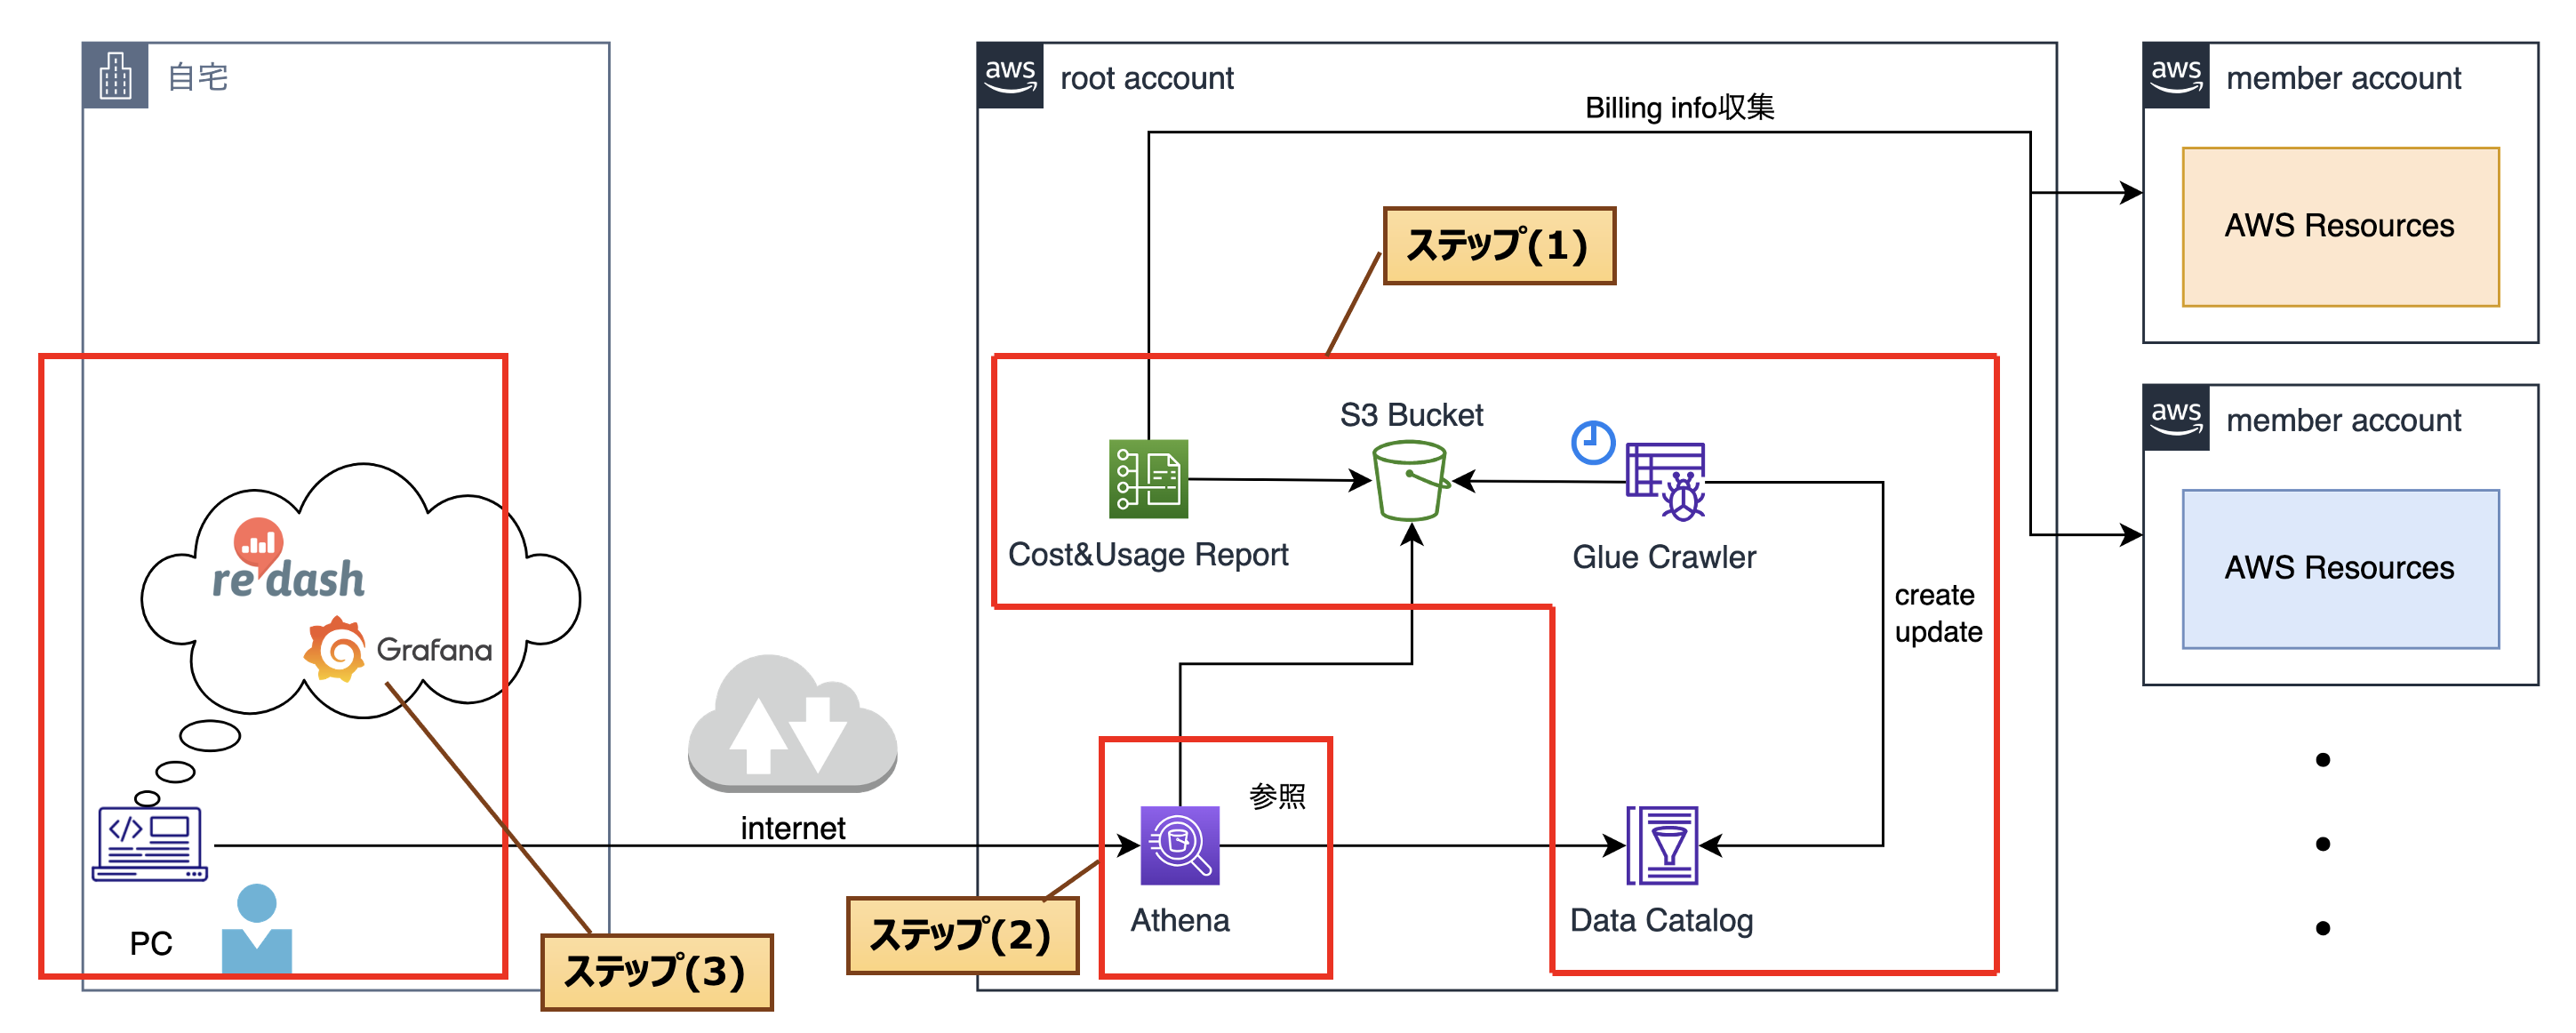 自宅
re dash
Grafana
PC
ステップ(3)
internet
aws
root account
Billing info収集
ステップ(1)
S3 Bucket
Cost&Usage Report
Glue Crawler
create
update
参照
Athena
ステップ(2)
Data Catalog
aws
member account
AWS Resources
aws
member account
AWS Resources